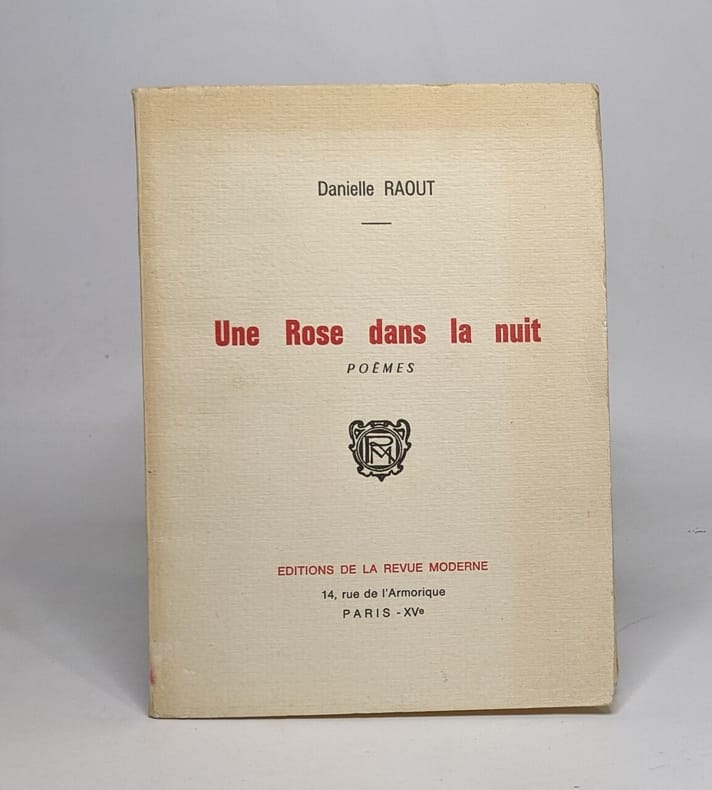 Danielle RAOUT
Une Rose dans la nuit
POÈMES
RM
EDITIONS DE LA REVUE MODERNE
14, rue de l'Armorique
PARIS - XVe